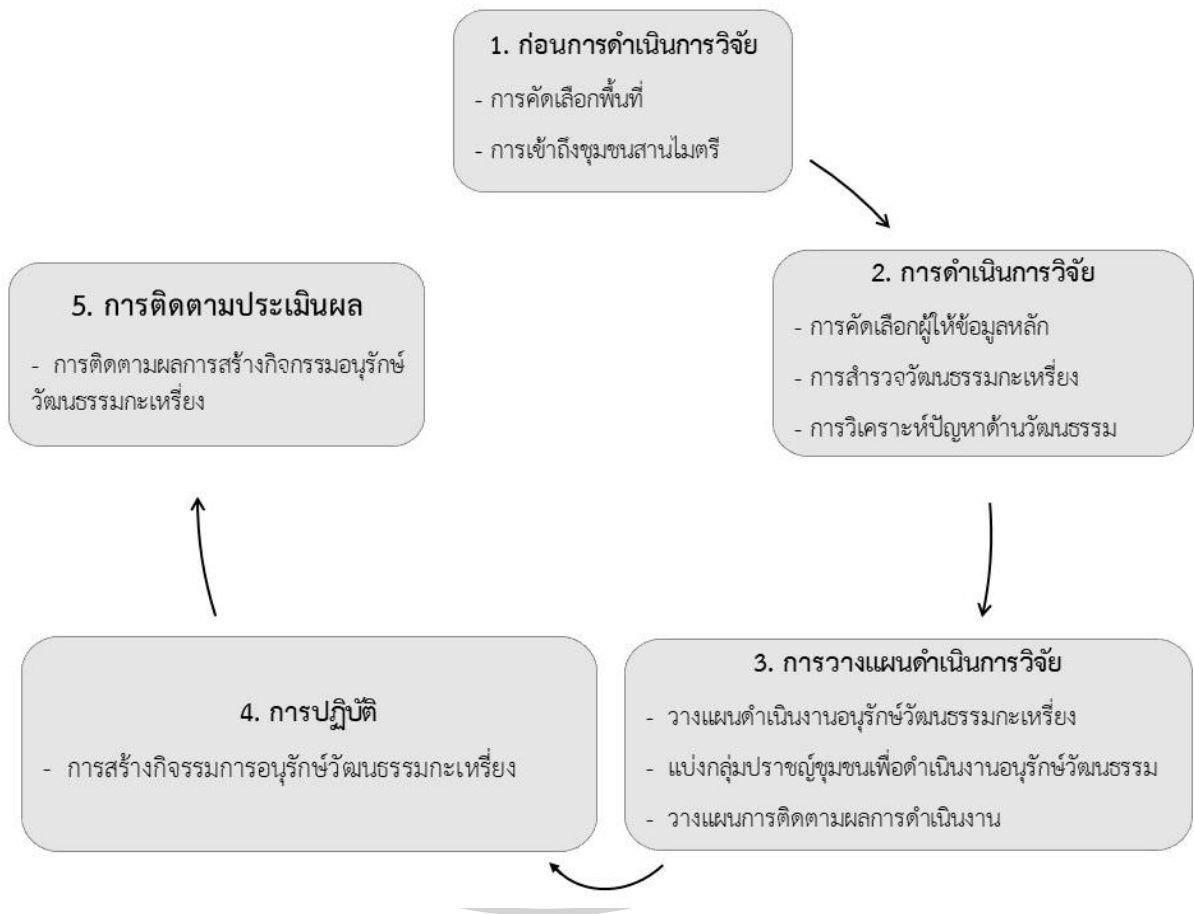 1. ก่อนการดำเนินการวิจัย
- การคัดเลือกพื้นที่
- การเข้าถึงชุมชนสานไมตรี
2. การดำเนินการวิจัย
- การคัดเลือกผู้ให้ข้อมูลหลัก
- การสำรวจวัฒนธรรมกะเหรี่ยง
- การวิเคราะห์ปัญหาด้านวัฒนธรรม
3. การวางแผนดำเนินการวิจัย
- วางแผนดำเนินงานอนุรักษ์วัฒนธรรมกะเหรี่ยง
- แบ่งกลุ่มปราชญ์ชุมชนเพื่อดำเนินงานอนุรักษ์วัฒนธรรม
- วางแผนการติดตามผลการดำเนินงาน
4. การปฏิบัติ
- การสร้างกิจรรมการอนุรักษ์วัฒนธรรมกะเหรี่ยง
5. การติดตามประเมินผล
- การติดตามผลการสร้างกิจกรรมอนุรักษ์
วัฒนธรรมกะเหรี่ยง